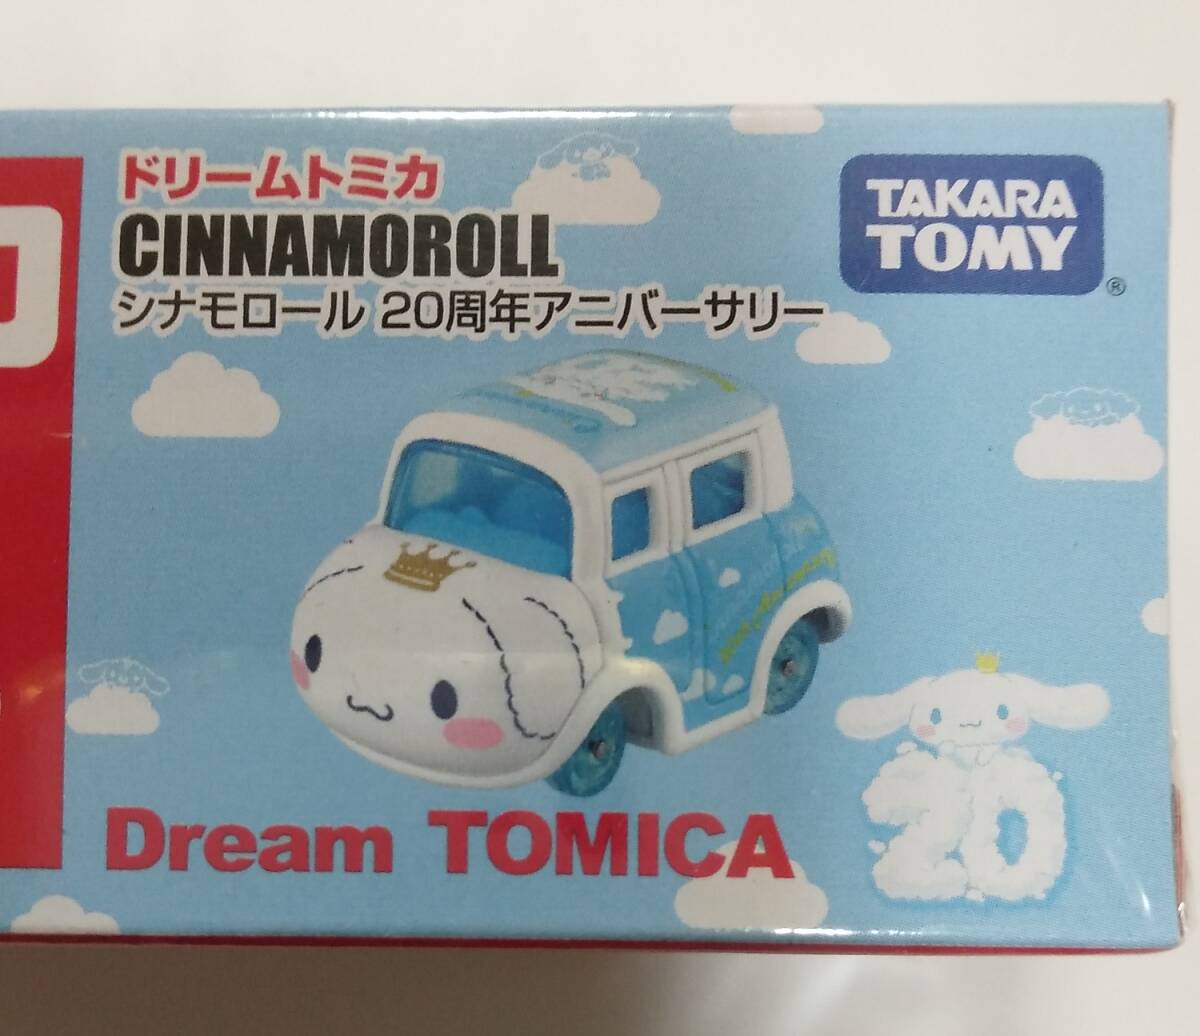 ドリームトミカ
CINNAMOROLL
シナモロール 20周年アニバーサリー
TAKARA
TOMY
®
Dream TOMICA
20